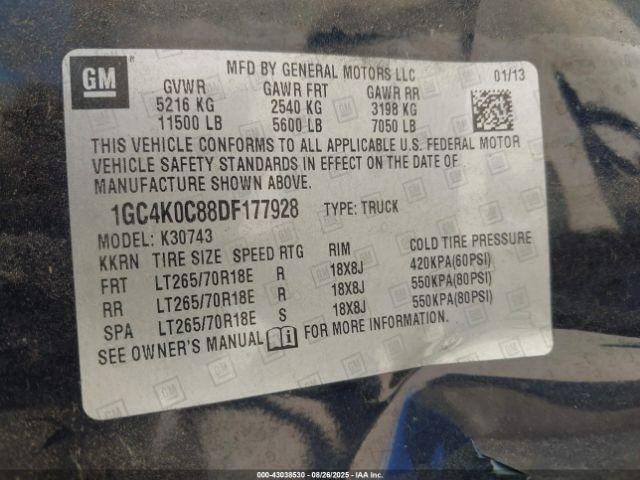 GM
MFD BY GENERAL MOTORS LLC 01/13
GVWR GAWR FRT GAWR RR
5216 KG 2540 KG 3198 KG
11500 LB 5600 LB 7050 LB
THIS VEHICLE CONFORMS TO ALL APPLICABLE U.S. FEDERAL MOTOR
VEHICLE SAFETY STANDARDS IN EFFECT ON THE DATE OF
MANUFACTURE SHOWN ABOVE.
1GC4K0C88DF177928 TYPE: TRUCK
MODEL: K30743
KKRN TIRE SIZE SPEED RTG RIM COLD TIRE PRESSURE
FRT LT265/70R18E R 18X8J 420KPA(60PSI)
RR LT265/70R18E R 18X8J 550KPA(80PSI)
SPA LT265/70R18E S 18X8J 550KPA(80PSI)
SEE OWNER'S MANUAL FOR MORE INFORMATION.
000-43038530 - 08/26/2025 - IAA, Inc.